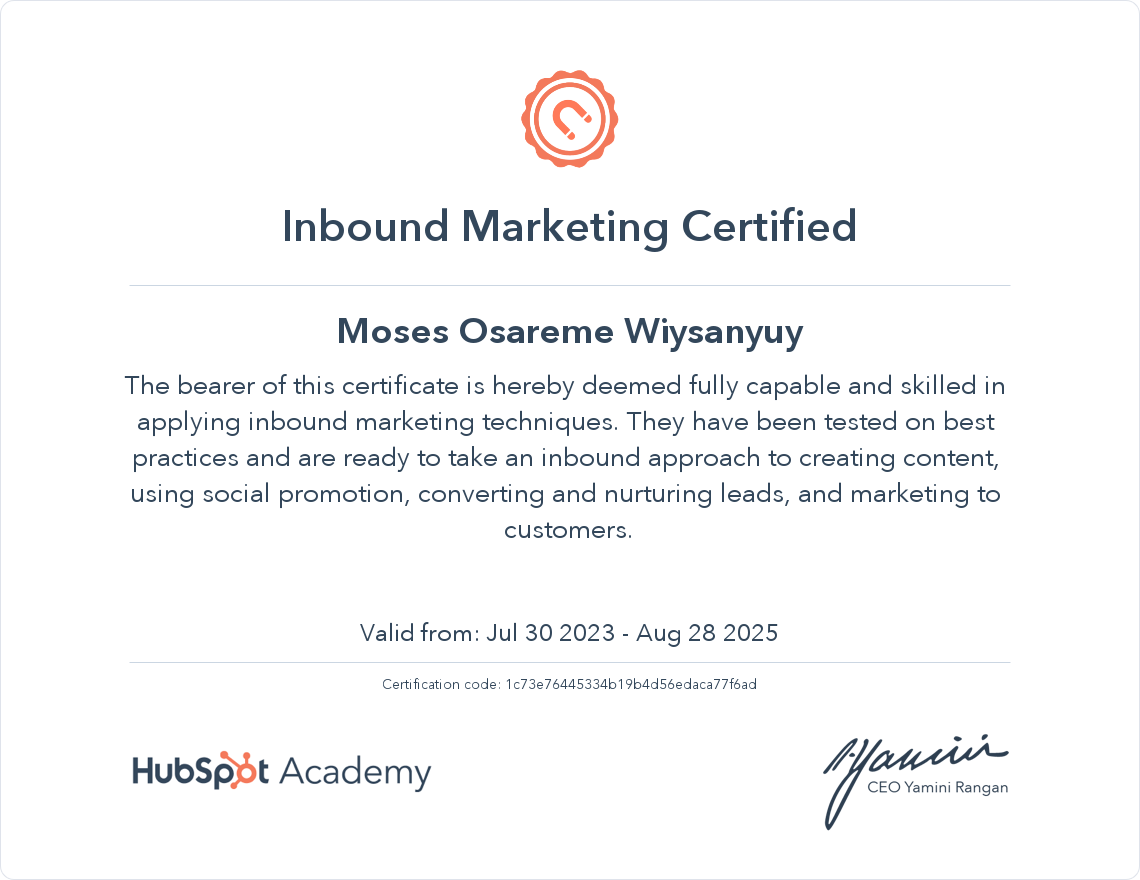 Inbound Marketing Certified
Moses Osareme Wiysanyuy
The bearer of this certificate is hereby deemed fully capable and skilled in
applying inbound marketing techniques. They have been tested on best
practices and are ready to take an inbound approach to creating content,
using social promotion, converting and nurturing leads, and marketing to
customers.
Valid from: Jul 30 2023 - Aug 28 2025
Certification code: 1c73e76445334b19b4d56edaca77f6ad
HubSpot Academy
Yamini
CEO Yamini Rangan